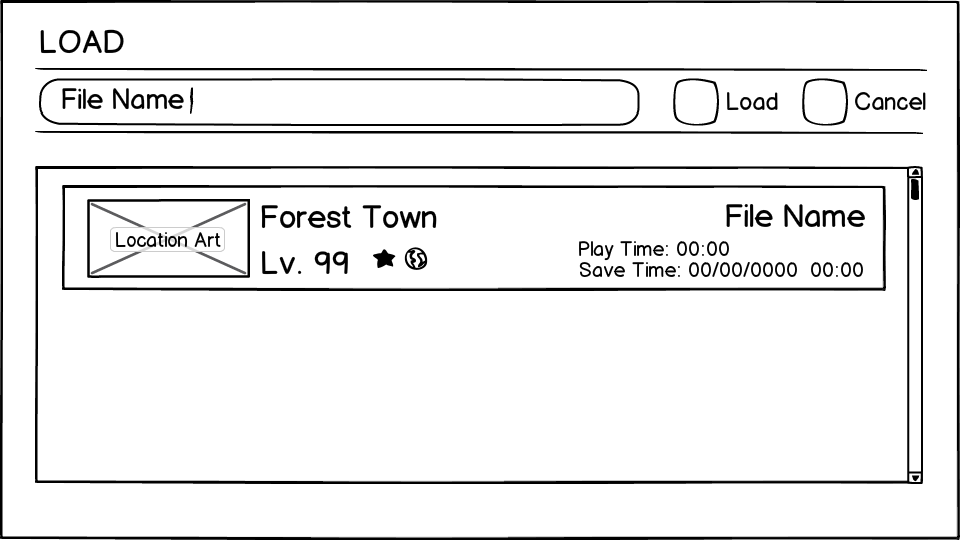 LOAD
File Name
Load
Cancel
Location Art
Forest Town
Lv. 99
File Name
Play Time: 00:00
Save Time: 00/00/0000 00:00